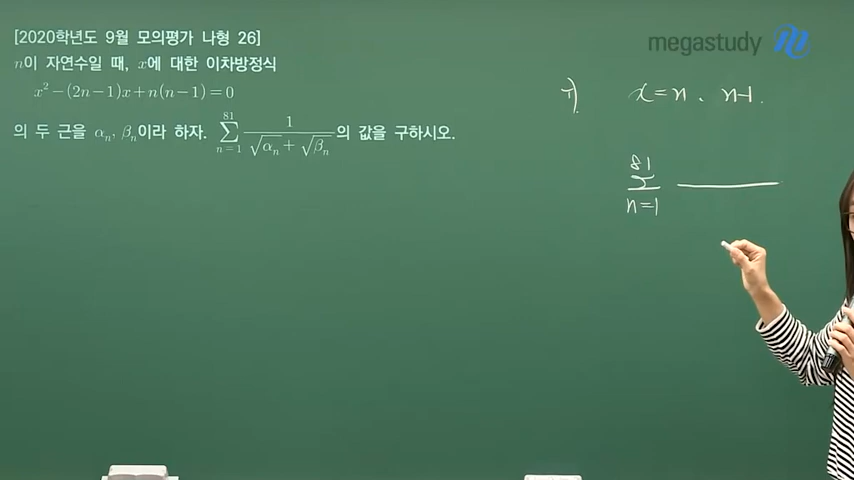 [2020학년도 9월 모의평가 나형 26]
n이 자연수일 때, x에 대한 이차방정식
x²−(2n−1)x+n(n−1)=0
의 두 근을 αₙ, βₙ이라 하자. ∑_{n=1}^{81} 1/(√αₙ+√βₙ)의 값을 구하시오.
megastudy
x=n, n-1.
81
∑
n=1